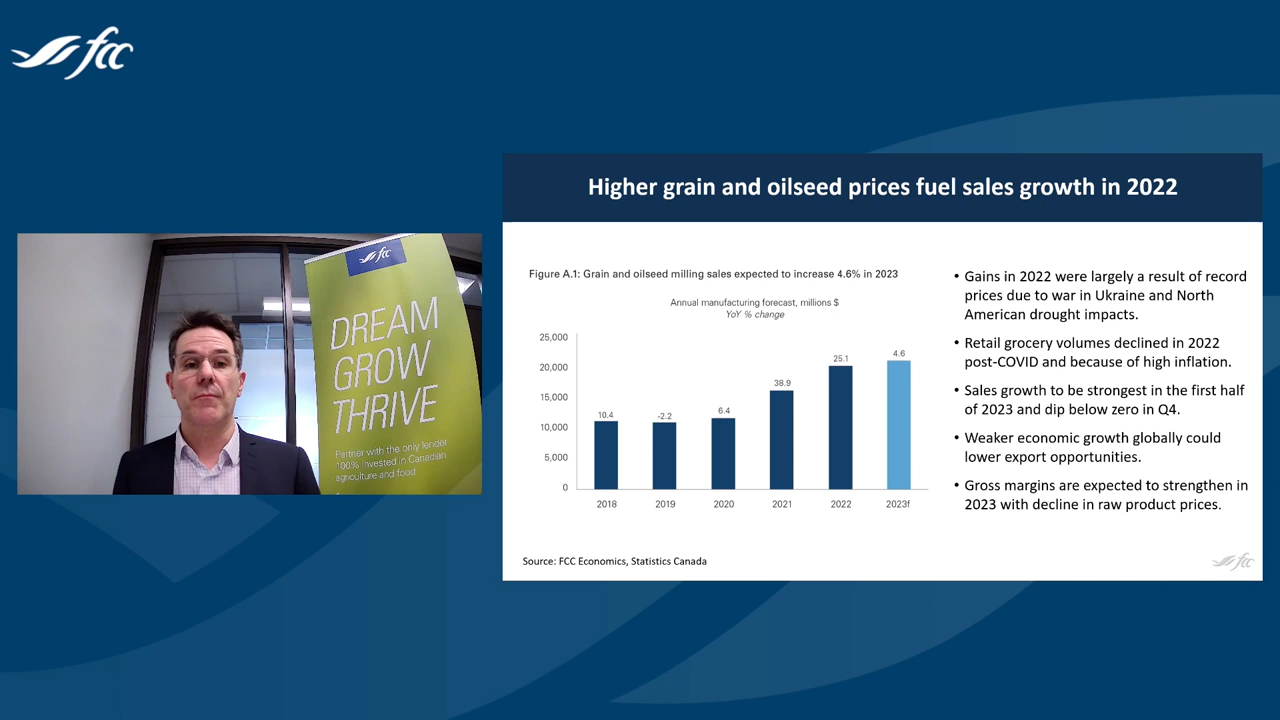 fcc
Higher grain and oilseed prices fuel sales growth in 2022
fcc
DREAM
GROW
THRIVE
Partner with the only lender
100% invested in Canadian
agriculture and food
Figure A.1: Grain and oilseed milling sales expected to increase 4.6% in 2023
Annual manufacturing forecast, millions $
YoY % change
25,000
20,000
15,000
10,000
5,000
0
10.4
-2.2
6.4
38.9
25.1
4.6
2018
2019
2020
2021
2022
2023f
• Gains in 2022 were largely a result of record
prices due to war in Ukraine and North
American drought impacts.
• Retail grocery volumes declined in 2022
post-COVID and because of high inflation.
• Sales growth to be strongest in the first half
of 2023 and dip below zero in Q4.
• Weaker economic growth globally could
lower export opportunities.
• Gross margins are expected to strengthen in
2023 with decline in raw product prices.
Source: FCC Economics, Statistics Canada
fcc